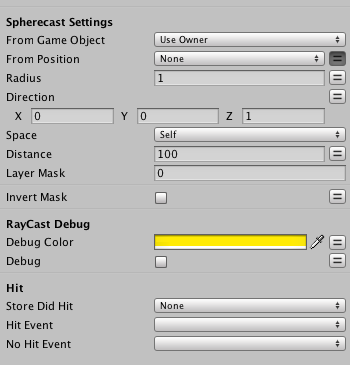 Spherecast Settings
From Game Object Use Owner
From Position None
Radius 1
Direction
X 0 Y 0 Z 1
Space Self
Distance 100
Layer Mask 0
Invert Mask
RayCast Debug
Debug Color
Debug
Hit
Store Did Hit None
Hit Event
No Hit Event